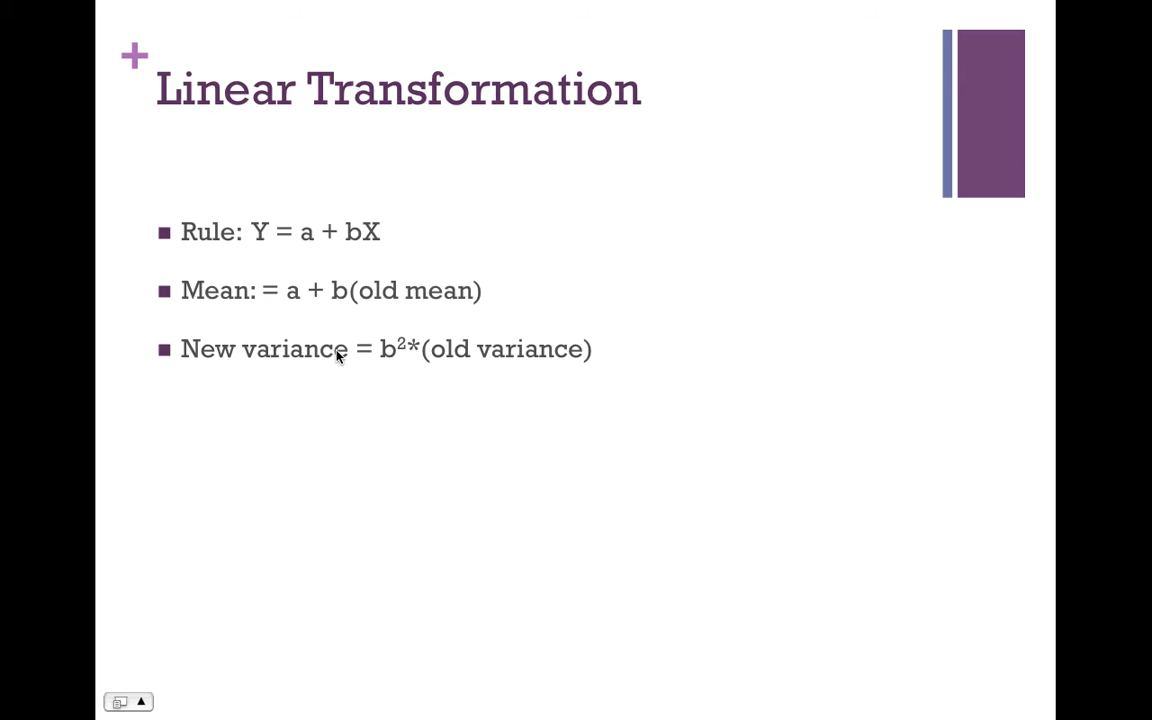 +
Linear Transformation
Rule: Y = a + bX
Mean: = a + b(old mean)
New variance = b²*(old variance)